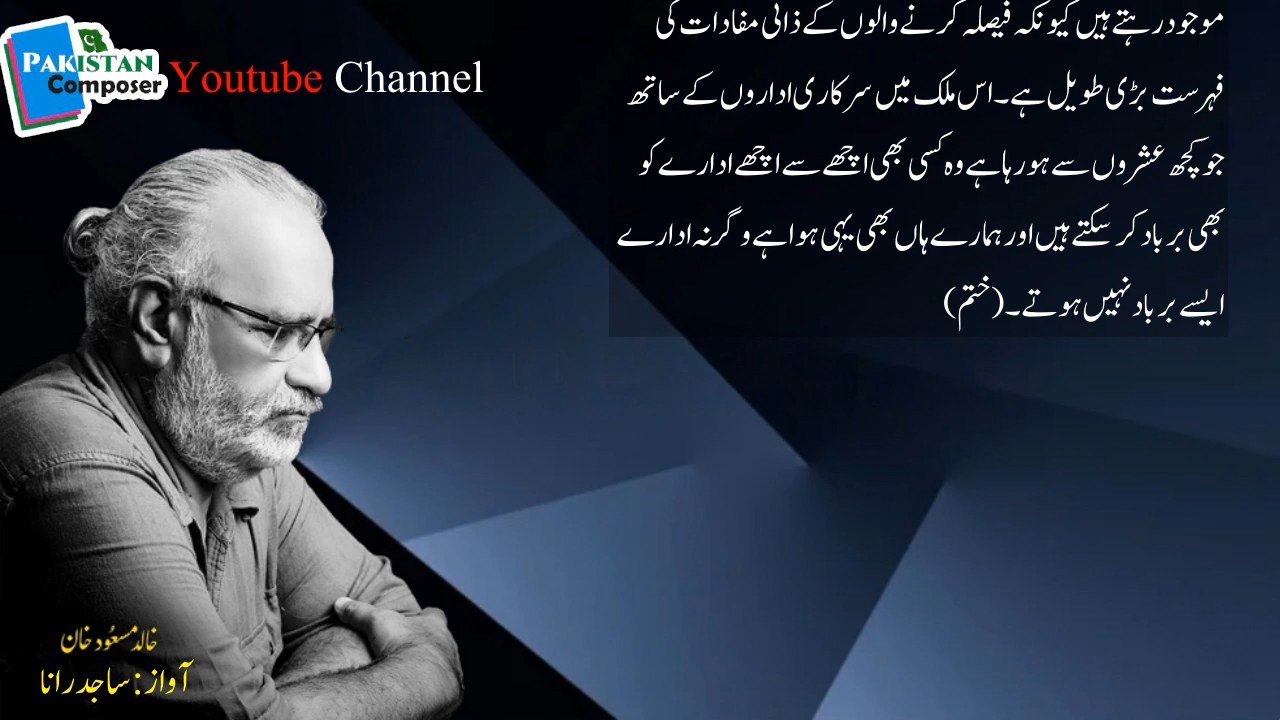 PAKISTAN
Composer
Youtube Channel
موجود رہتے ہیں کیونکہ فیصلہ کرنے والوں کے ذاتی مفادات کی
فہرست بڑی طویل ہے۔ اس ملک میں سرکاری اداروں کے ساتھ
جو کچھ عشروں سے ہو رہا ہے وہ کسی بھی اچھے سے اچھے ادارے کو
بھی برباد کر سکتے ہیں اور ہمارے ہاں بھی یہی ہوا ہے وگرنہ ادارے
ایسے برباد نہیں ہوتے۔ (ختم)
خالد مسعُود خان
آواز: ساجد رانا